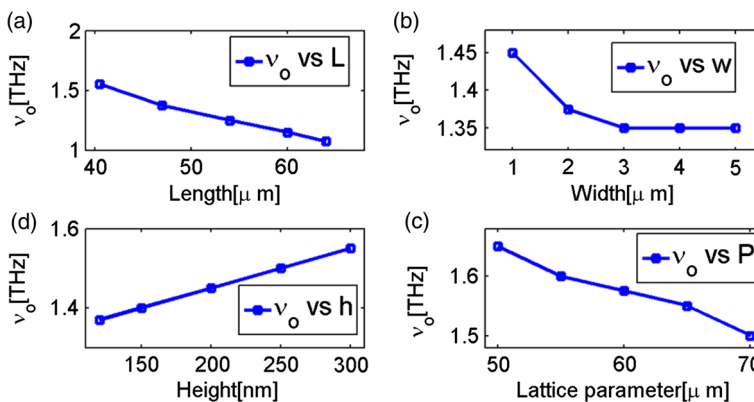 (a)
2
1.5
1
ν₀[THz]
ν₀ vs L
40 50 60
Length[μ m]
(b)
1.45
1.4
1.35
ν₀[THz]
ν₀ vs w
1 2 3 4 5
Width[μ m]
(d)
1.6
1.4
ν₀[THz]
ν₀ vs h
150 200 250 300
Height[nm]
(c)
1.6
1.5
ν₀[THz]
ν₀ vs P
50 60 70
Lattice parameter[μ m]